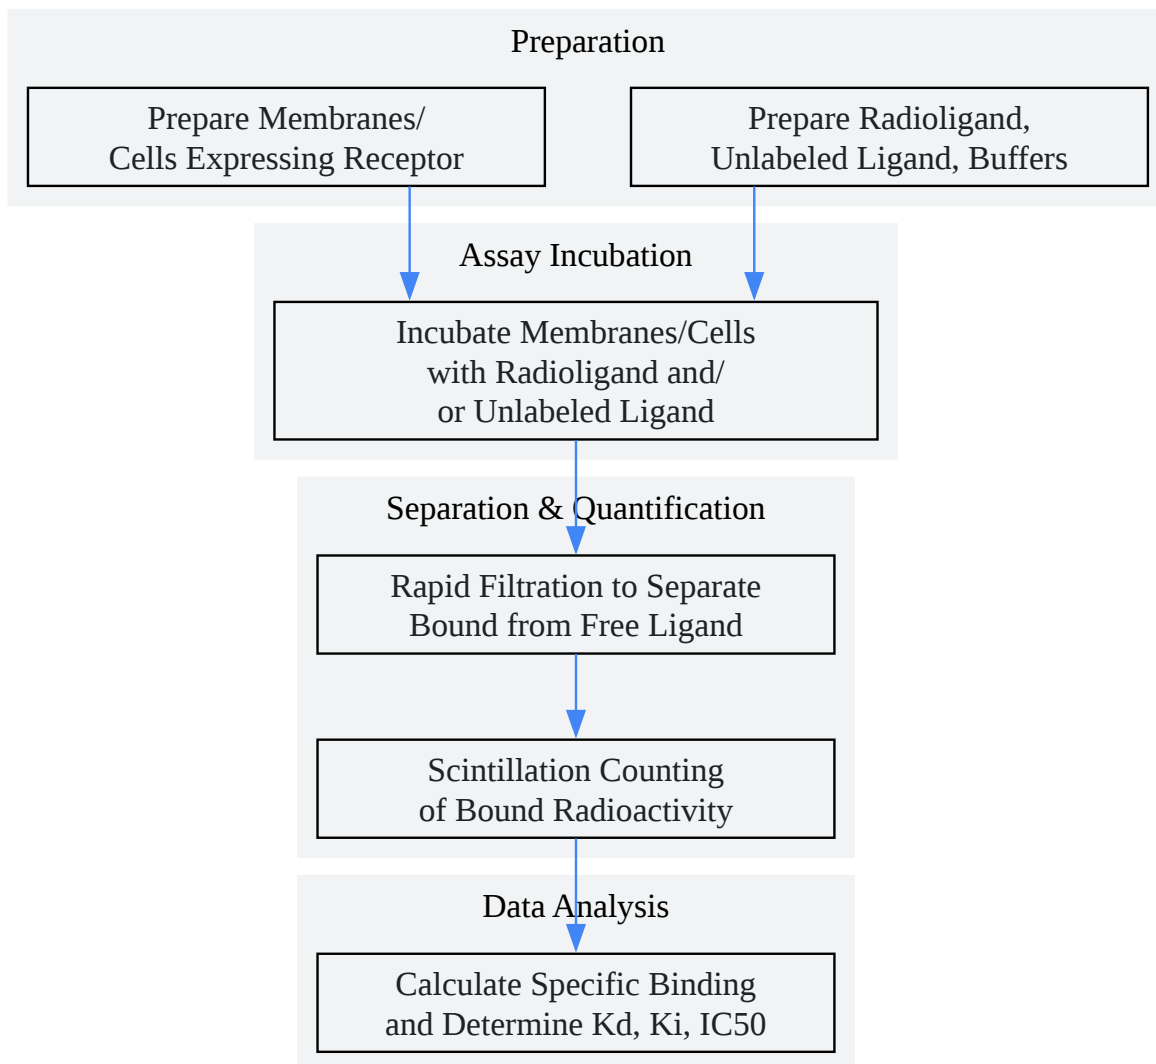 Preparation
Prepare Membranes/
Cells Expressing Receptor
Prepare Radioligand,
Unlabeled Ligand, Buffers
Assay Incubation
Incubate Membranes/Cells
with Radioligand and/
or Unlabeled Ligand
Separation & Quantification
Rapid Filtration to Separate
Bound from Free Ligand
Scintillation Counting
of Bound Radioactivity
Data Analysis
Calculate Specific Binding
and Determine Kd, Ki, IC50